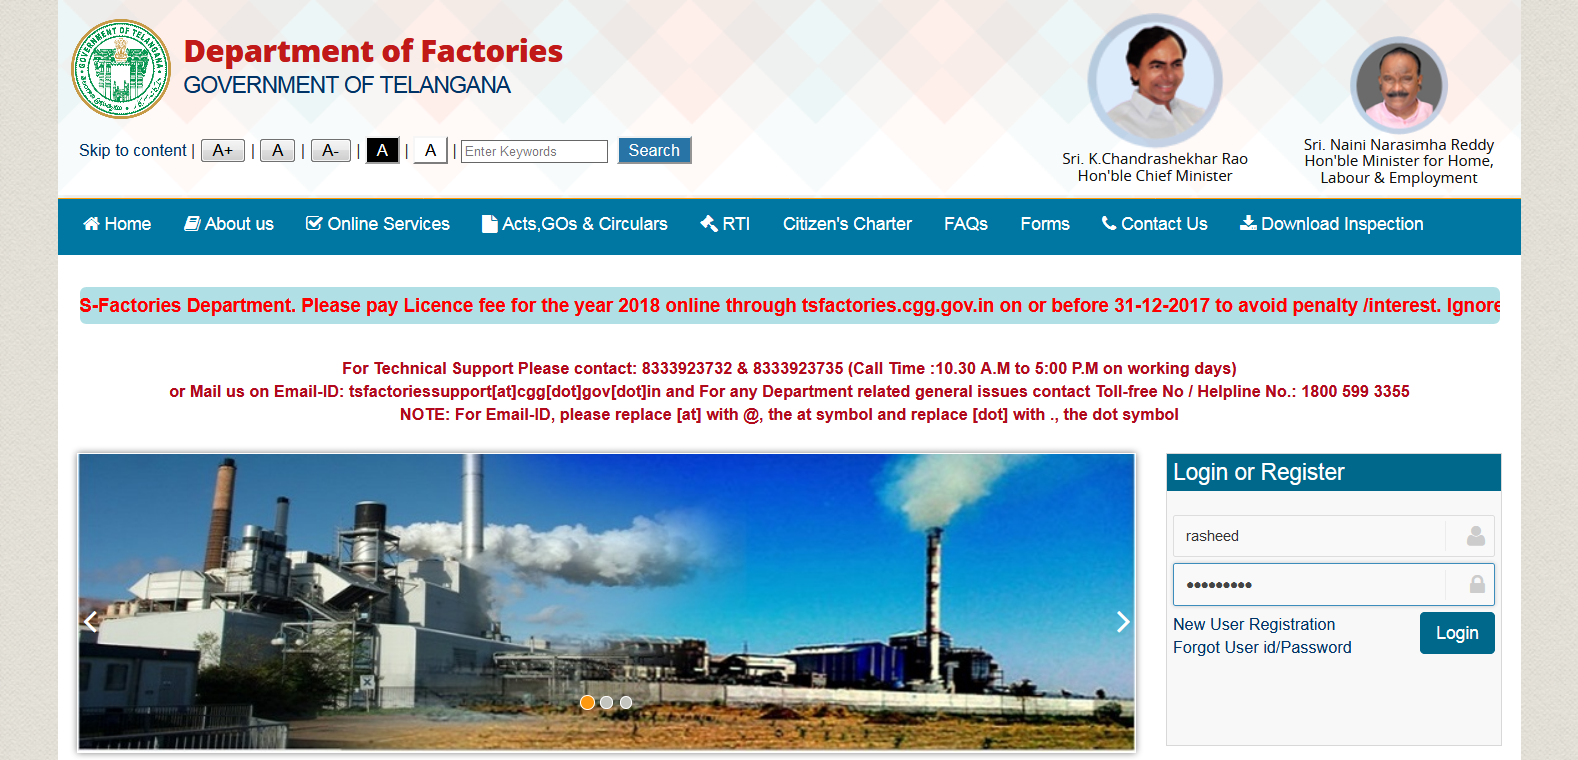 Department of Factories
GOVERNMENT OF TELANGANA
Skip to content | A+ | A | A- | A | A | Enter Keywords Search
Sri. K.Chandrashekhar Rao
Hon'ble Chief Minister
Sri. Naini Narasimha Reddy
Hon'ble Minister for Home,
Labour & Employment
Home About us Online Services Acts,GOs & Circulars RTI Citizen's Charter FAQs Forms Contact Us Download Inspection
S-Factories Department. Please pay Licence fee for the year 2018 online through tsfactories.cgg.gov.in on or before 31-12-2017 to avoid penalty /interest. Ignore
For Technical Support Please contact: 8333923732 & 8333923735 (Call Time :10.30 A.M to 5:00 P.M on working days)
or Mail us on Email-ID: tsfactoriessupport[at]cgg[dot]gov[dot]in and For any Department related general issues contact Toll-free No / Helpline No.: 1800 599 3355
NOTE: For Email-ID, please replace [at] with @, the at symbol and replace [dot] with ., the dot symbol
Login or Register
rasheed
•••••••••
New User Registration
Forgot User id/Password
Login